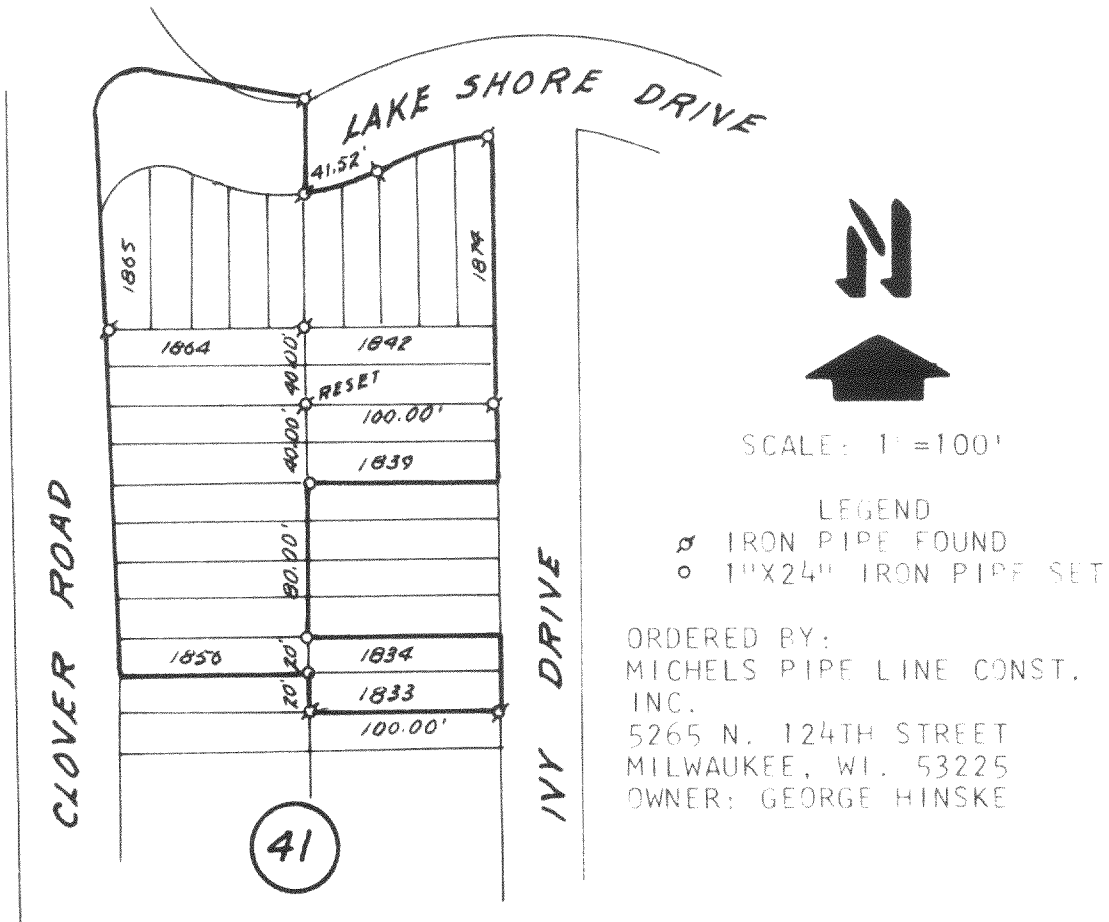 LAKE SHORE DRIVE
41.52'
1865
1874
1864
1842
40.00'
RESET
100.00'
40.00'
1839
80.00'
1850
20'
1834
20'
1833
100.00'
CLOVER ROAD
IVY DRIVE
41
N
SCALE: 1"=100'
LEGEND
IRON PIPE FOUND
1"X24" IRON PIPE SET
ORDERED BY:
MICHELS PIPE LINE CONST.
INC.
5265 N. 124TH STREET
MILWAUKEE, WI. 53225
OWNER: GEORGE HINSKE